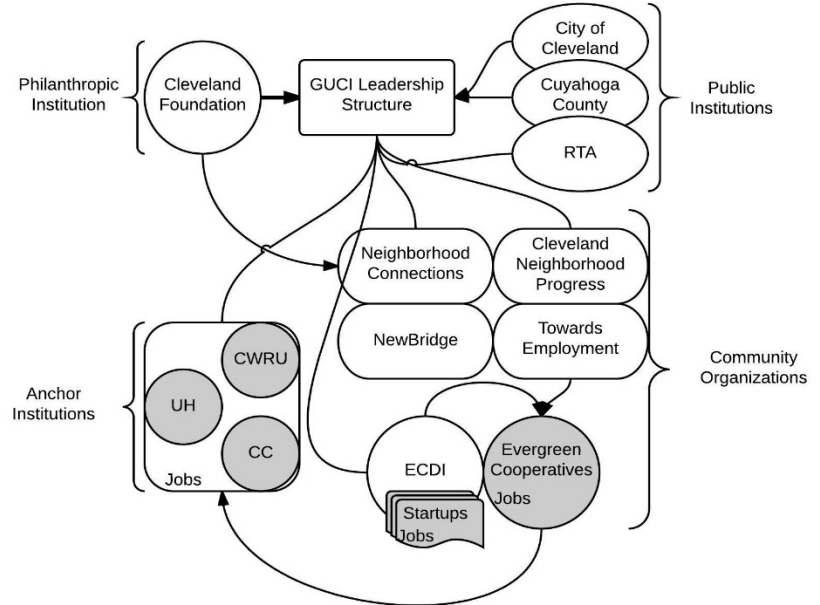 Philanthropic
Institution
Cleveland
Foundation
GUCI Leadership
Structure
City of
Cleveland
Cuyahoga
County
RTA
Public
Institutions
Neighborhood
Connections
Cleveland
Neighborhood
Progress
NewBridge
Towards
Employment
Community
Organizations
Anchor
Institutions
CWRU
UH
CC
Jobs
ECDI
Startups
Jobs
Evergreen
Cooperatives
Jobs